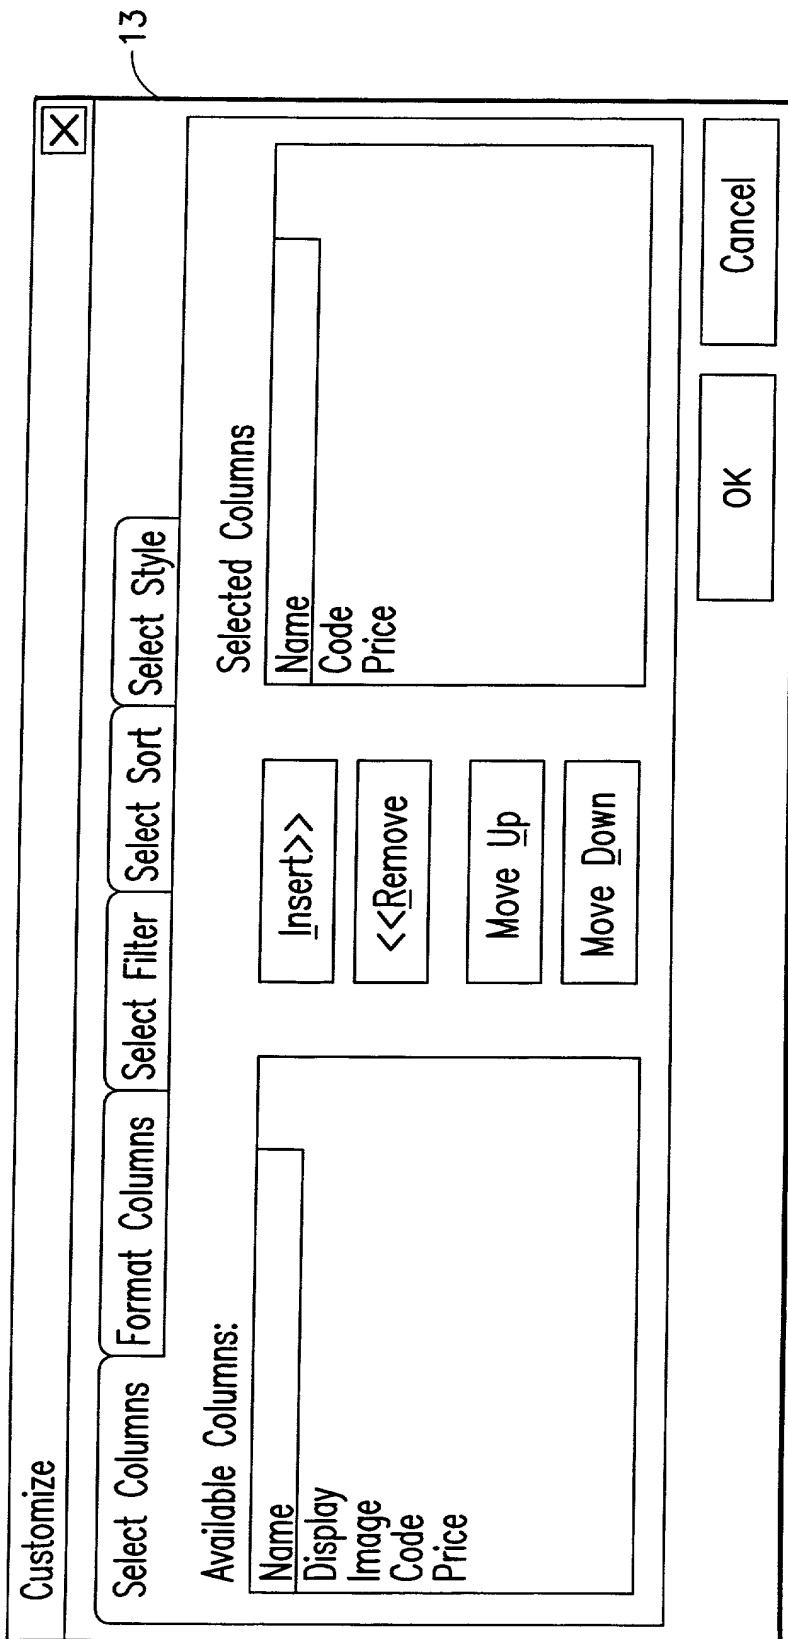 13
Customize
Select Columns
Format Columns
Select Filter
Select Sort
Select Style
Available Columns:
Name
Display
Image
Code
Price
Insert>>
<<Remove
Move Up
Move Down
Selected Columns
Name
Code
Price
OK
Cancel